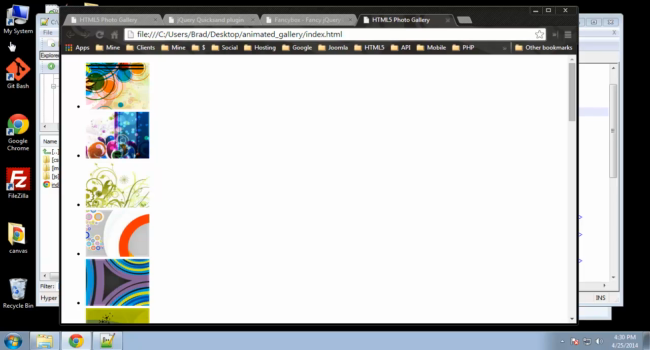 HTML5 Photo Gallery
jQuery Quicksand plugin
Fancybox - Fancy jQuery
HTML5 Photo Gallery
file:///C:/Users/Brad/Desktop/animated_gallery/index.html
Apps Mine Clients Mine $ Social Hosting Google Joomla HTML5 API Mobile PHP » Other bookmarks
My System
Git Bash
Google Chrome
FileZilla
canvas
Recycle Bin
File
Explorer
Name
[..]
Filter:
Hyper
INS
4:30 PM
4/25/2014